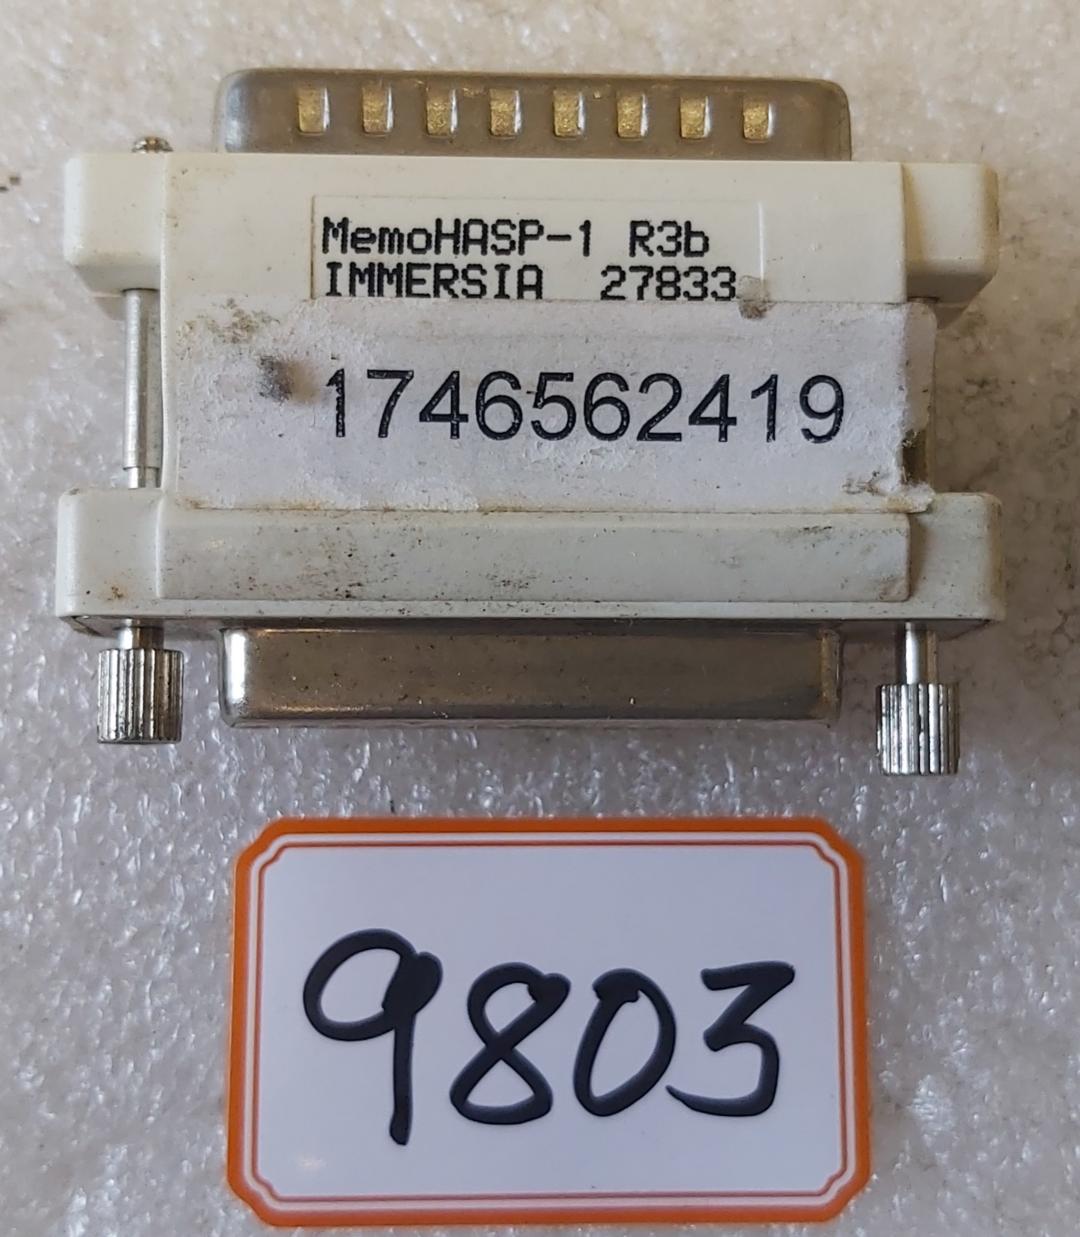 MemoHASP-1 R3b
IMMERSIA 27833
1746562419
9803